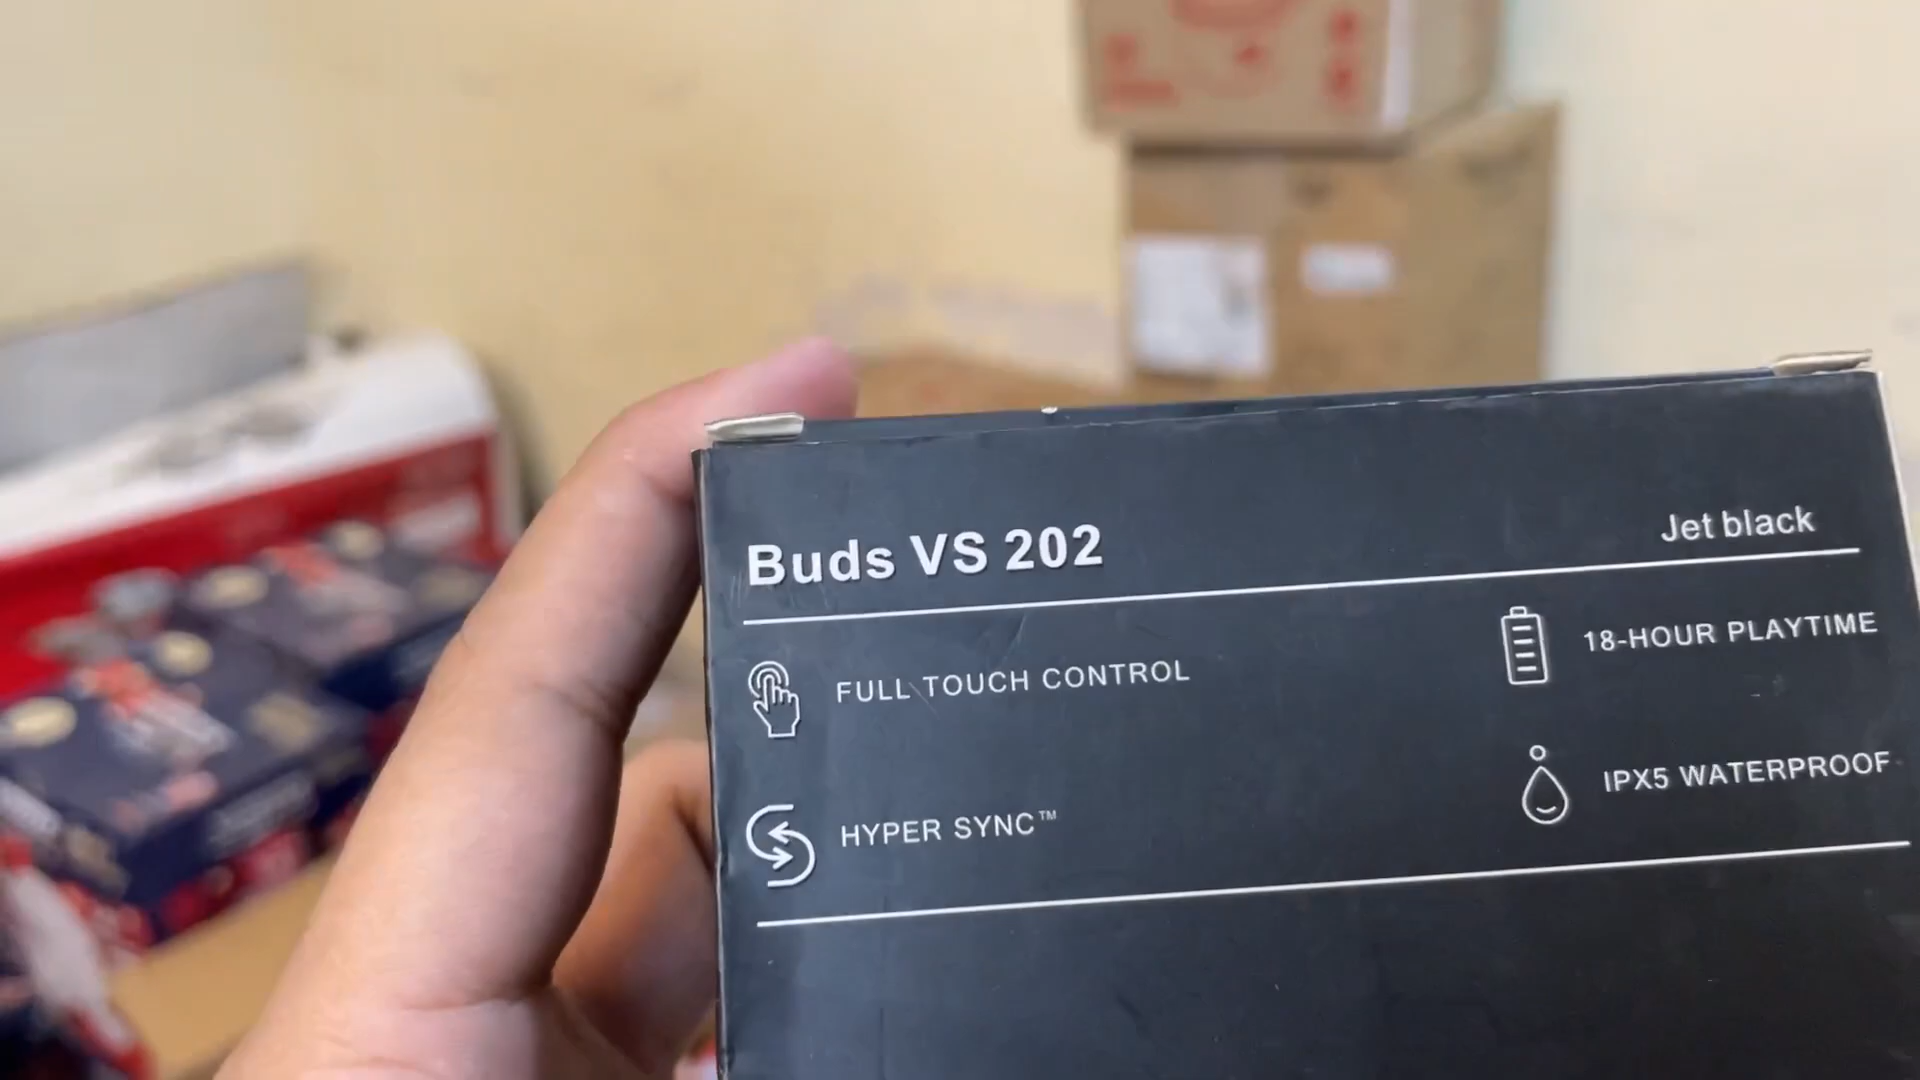 Buds VS 202
Jet black
FULL TOUCH CONTROL
18-HOUR PLAYTIME
HYPER SYNC™
IPX5 WATERPROOF